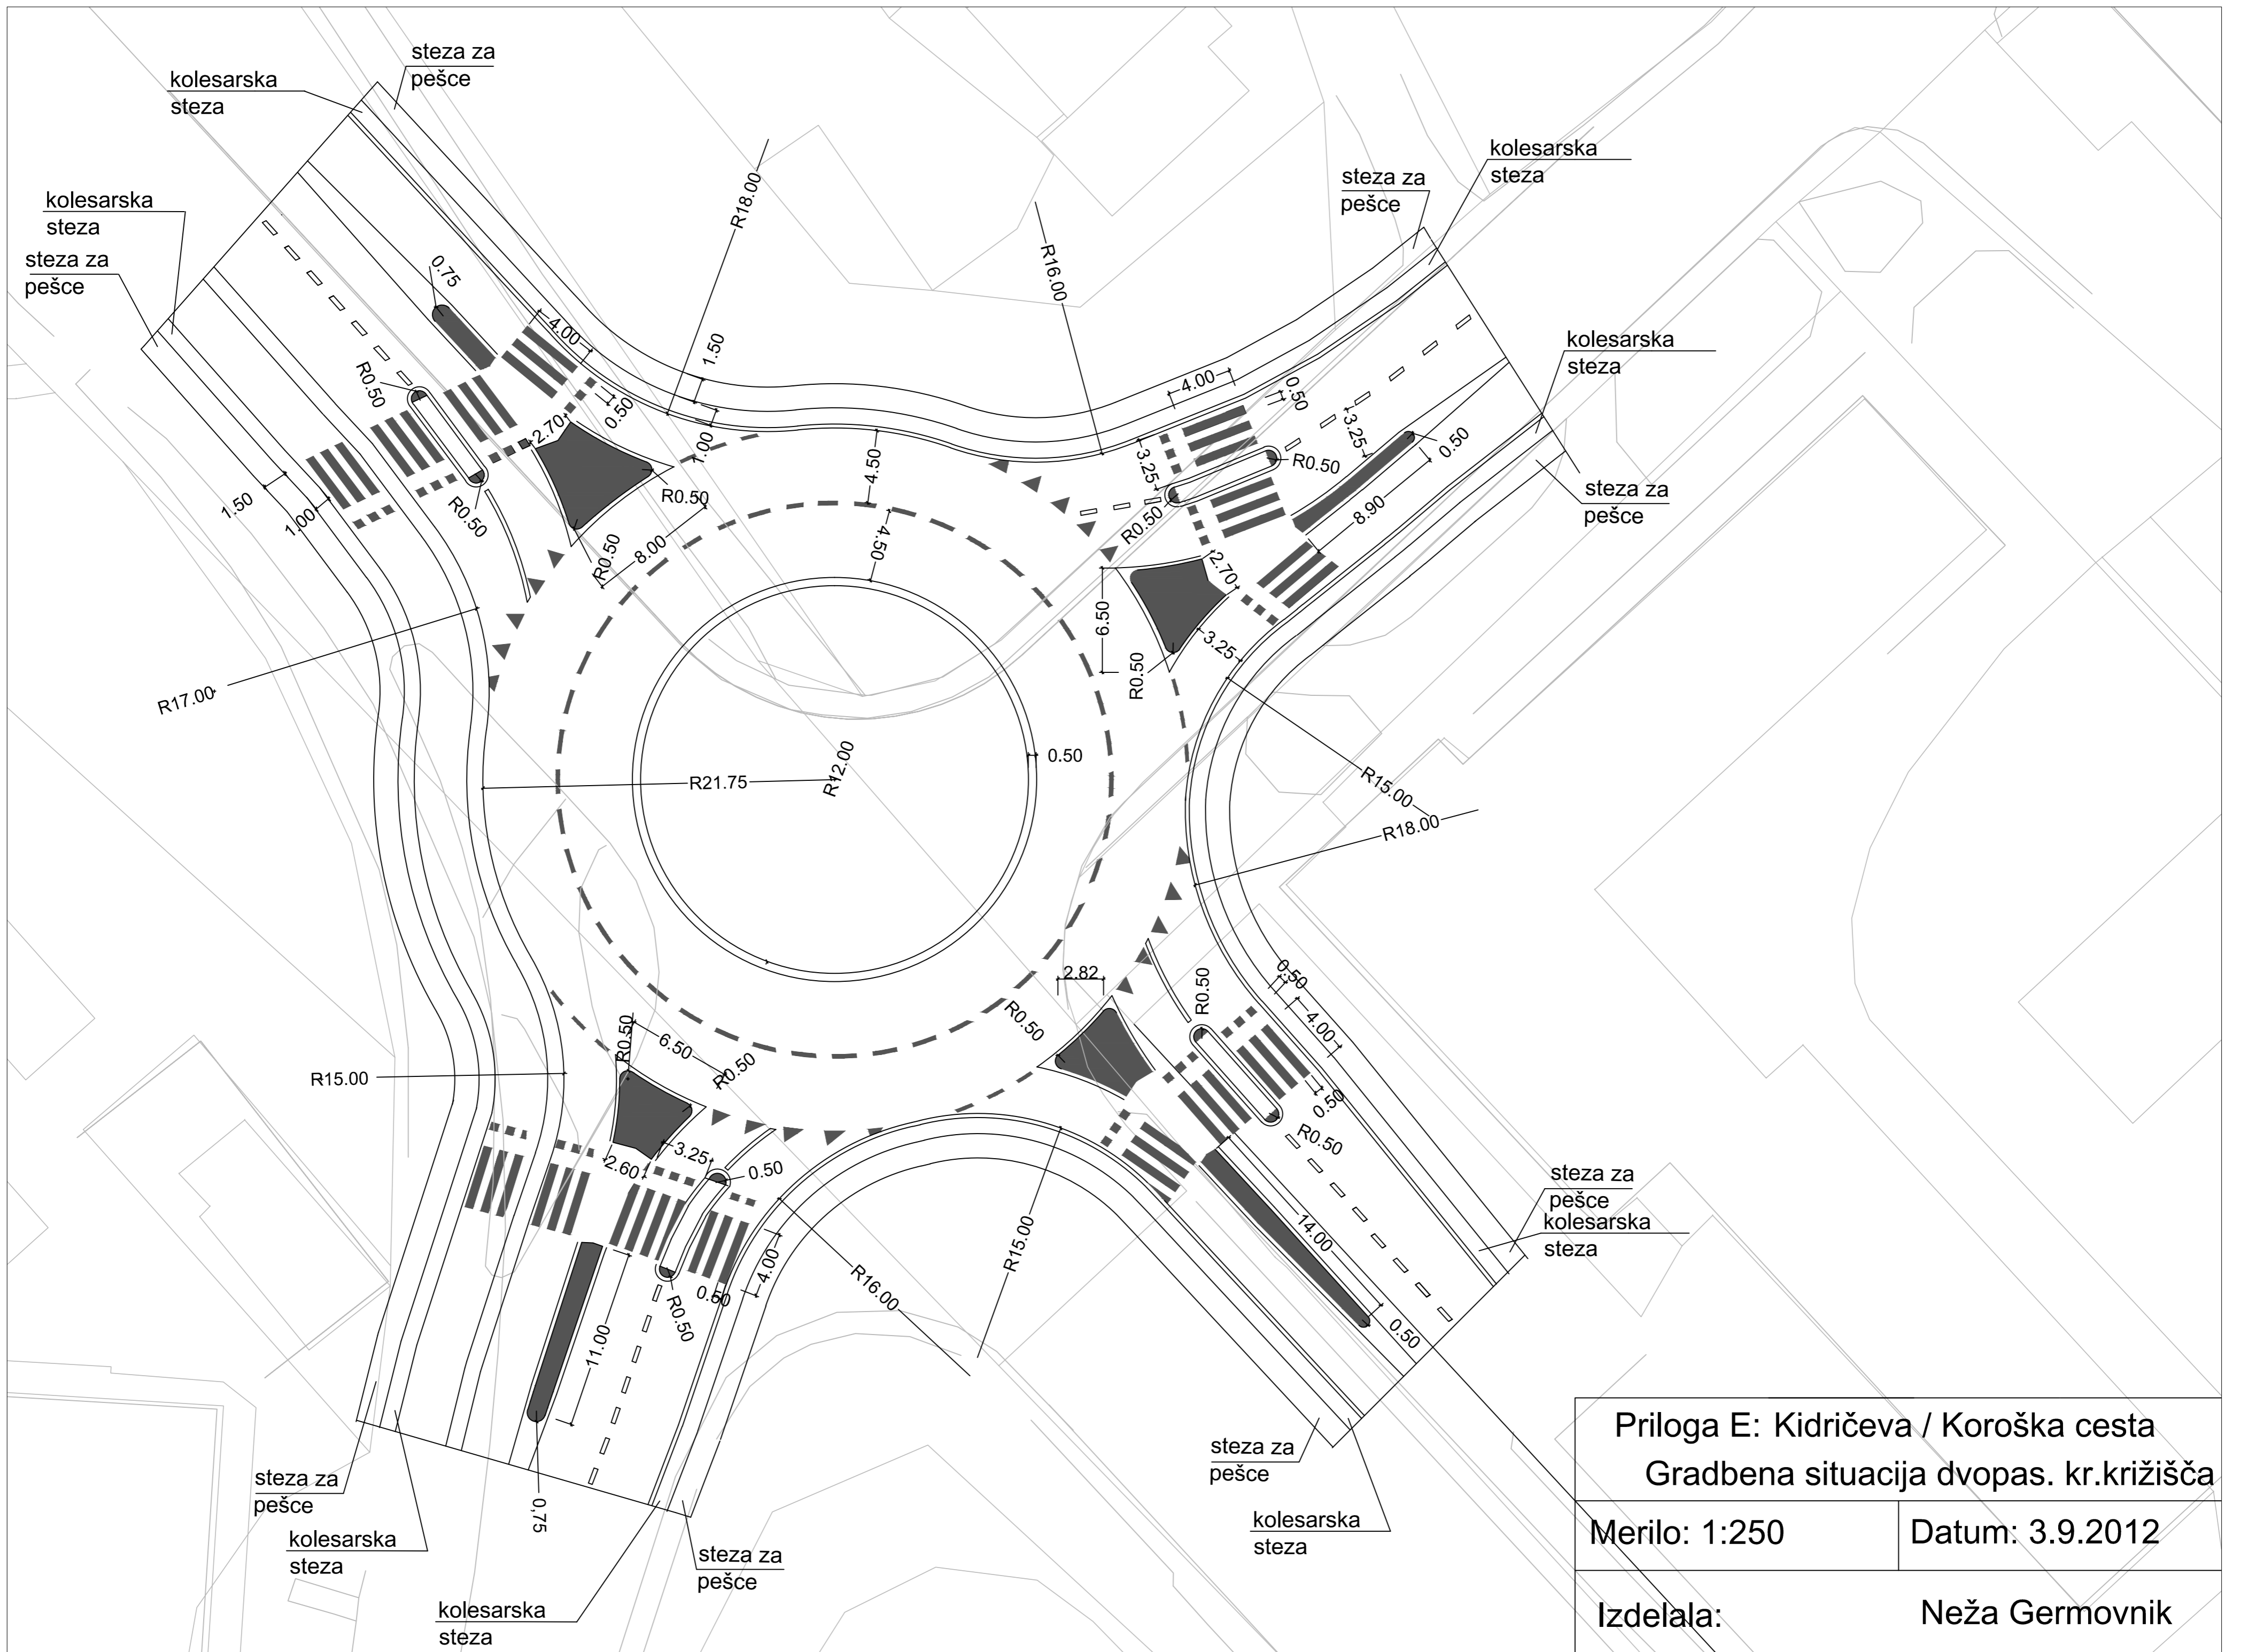 steza za
pešce
kolesarska
steza
kolesarska
steza
steza za
pešce
kolesarska
steza
steza za
pešce
kolesarska
steza
steza za
pešce
R18.00
R16.00
0.75
4.00
1.50
R0.50
4.00
0.50
3.25
0.50
2.70
0.50
1.00
4.50
3.25
R0.50
8.90
1.50
1.00
R0.50
R0.50
R0.50
8.00
4.50
R0.50
2.70
6.50
3.25
R0.50
R17.00
R21.75
R12.00
0.50
R15.00
R18.00
2.82
R0.50
R0.50
0.50
4.00
R0.50
6.50
R0.50
R15.00
0.50
R0.50
3.25
2.60
0.50
4.00
0.50
R0.50
R16.00
R15.00
14.00
0.50
11.00
0,75
steza za
pešce
kolesarska
steza
steza za
pešce
kolesarska
steza
steza za
pešce
kolesarska
steza
steza za
pešce
kolesarska
steza
Priloga E: Kidričeva / Koroška cesta
Gradbena situacija dvopas. kr.križišča
Merilo: 1:250
Datum: 3.9.2012
Izdelala:
Neža Germovnik